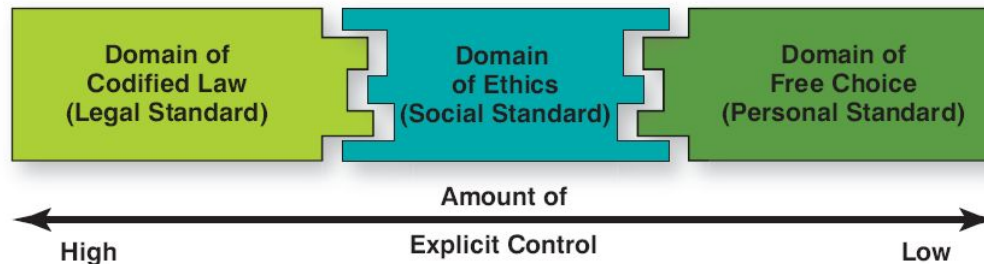 Domain of
Codified Law
(Legal Standard)
Domain
of Ethics
(Social Standard)
Domain of
Free Choice
(Personal Standard)
Amount of
Explicit Control
High
Low